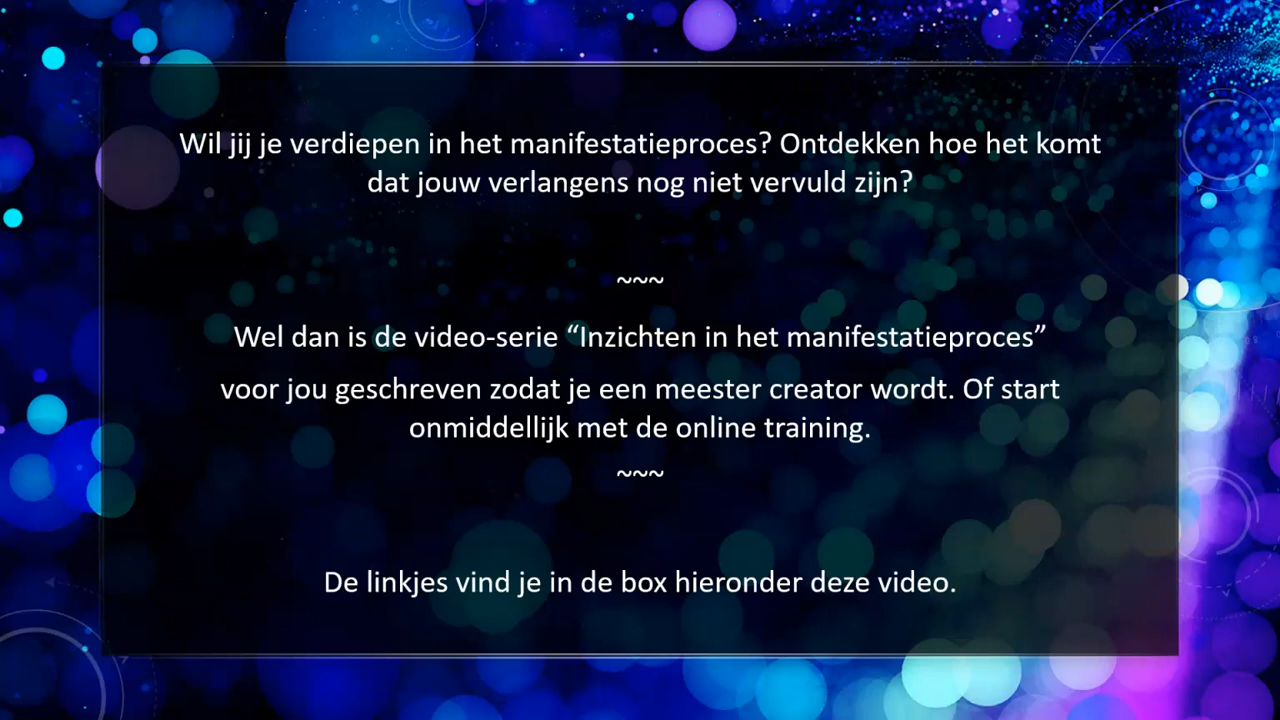 Wil jij je verdiepen in het manifestatieproces? Ontdekken hoe het komt
dat jouw verlangens nog niet vervuld zijn?
~~~
Wel dan is de video-serie “Inzichten in het manifestatieproces”
voor jou geschreven zodat je een meester creator wordt. Of start
onmiddellijk met de online training.
~~~
De linkjes vind je in de box hieronder deze video.